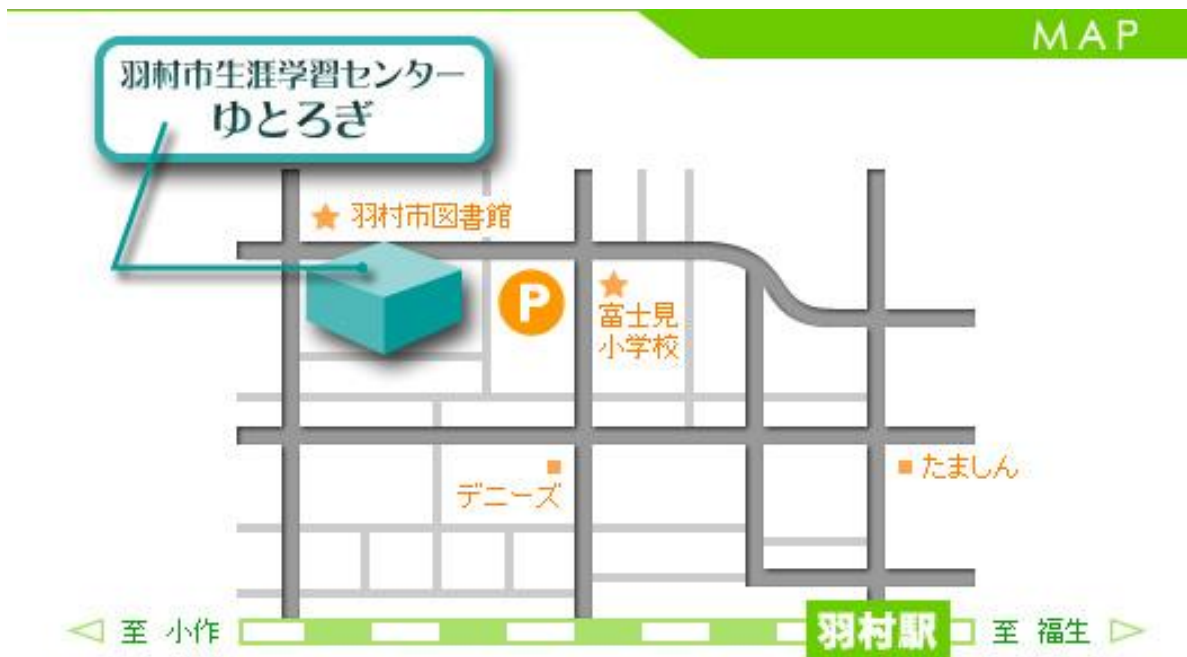 MAP
羽村市生涯学習センター
ゆとろぎ
羽村市図書館
P
富士見
小学校
たましん
デニーズ
至 小作
羽村駅
至 福生